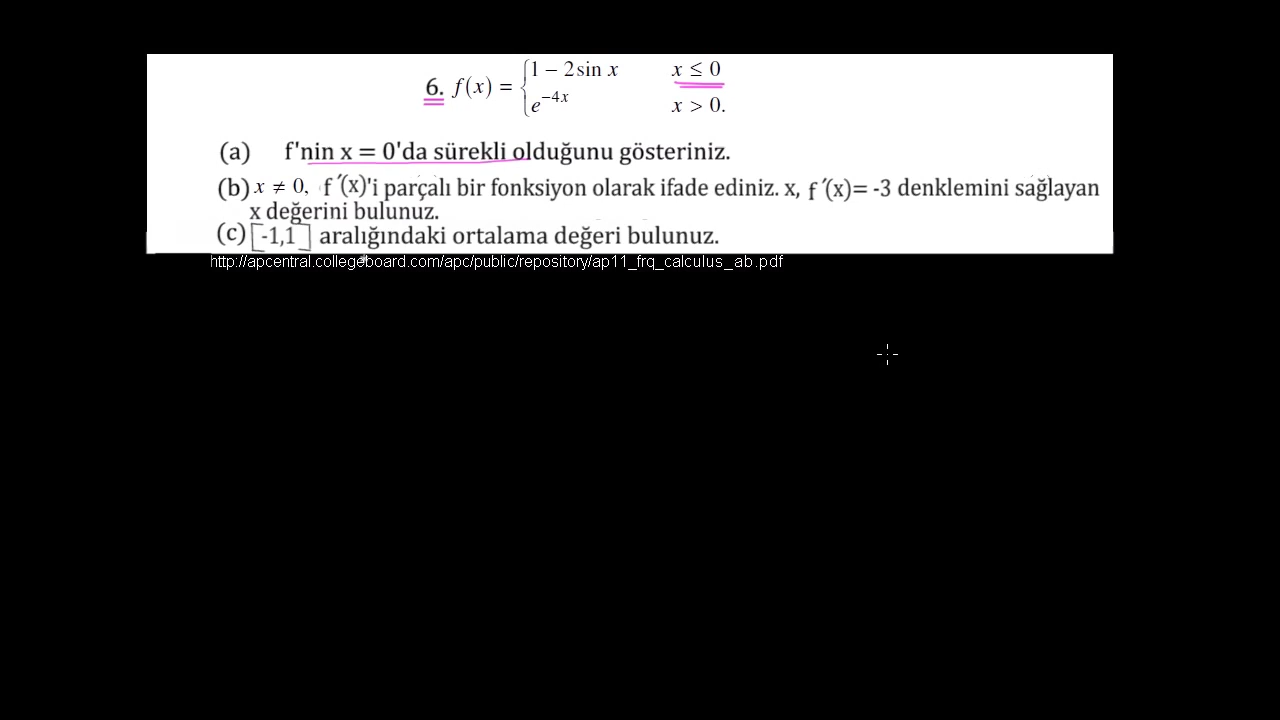 6. f(x) = { 1 − 2 sin x    x ≤ 0
e^{-4x}    x > 0.
(a) f'nin x = 0'da sürekli olduğunu gösteriniz.
(b) x ≠ 0, f´(x)'i parçalı bir fonksiyon olarak ifade ediniz. x, f´(x)= -3 denklemini sağlayan
x değerini bulunuz.
(c) [-1,1] aralığındaki ortalama değeri bulunuz.
http://apcentral.collegeboard.com/apc/public/repository/ap11_frq_calculus_ab.pdf